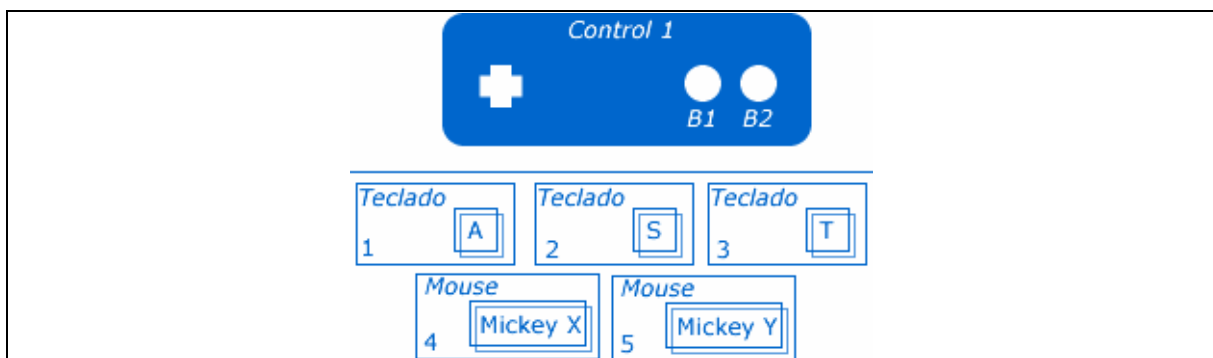 Control 1
B1 B2
Teclado
A
1
Teclado
S
2
Teclado
T
3
Mouse
Mickey X
4
Mouse
Mickey Y
5